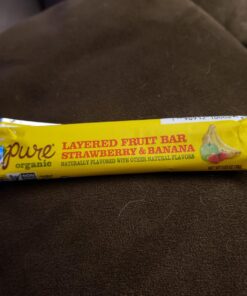 pure
organic
LAYERED FRUIT BAR
STRAWBERRY & BANANA
NATURALLY FLAVORED WITH OTHER NATURAL FLAVORS